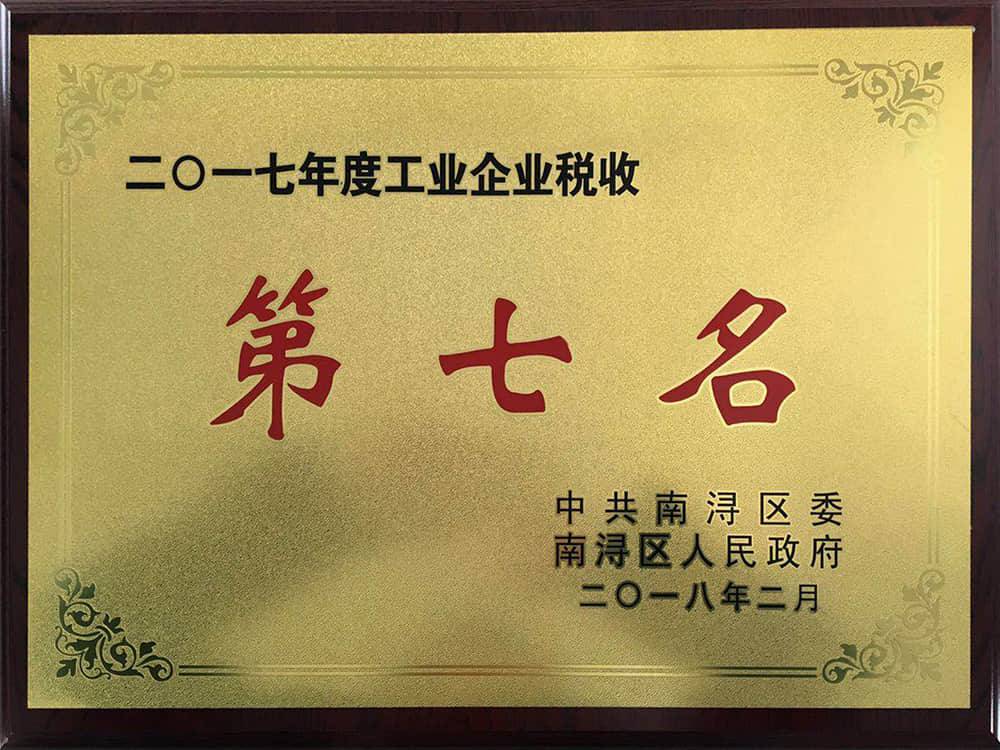 二〇一七年度工业企业税收
第七名
中共南浔区委
南浔区人民政府
二〇一八年二月